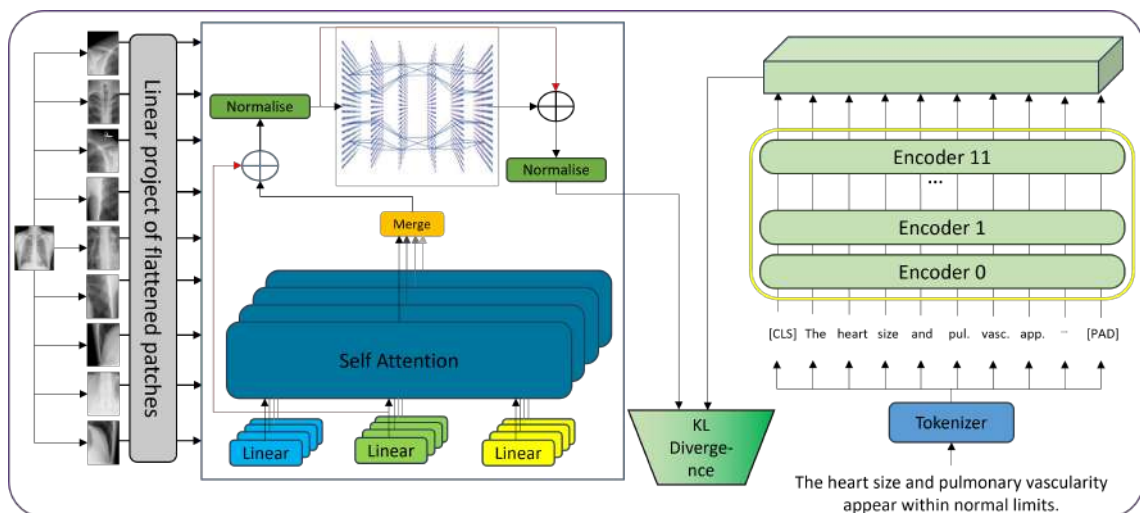 Linear project of flattened patches
Normalise
Normalise
Merge
Self Attention
Linear
Linear
Linear
KL
Diverge-
nce
Encoder 11
...
Encoder 1
Encoder 0
[CLS] The heart size and pul. vasc. app. ... [PAD]
Tokenizer
The heart size and pulmonary vascularity
appear within normal limits.